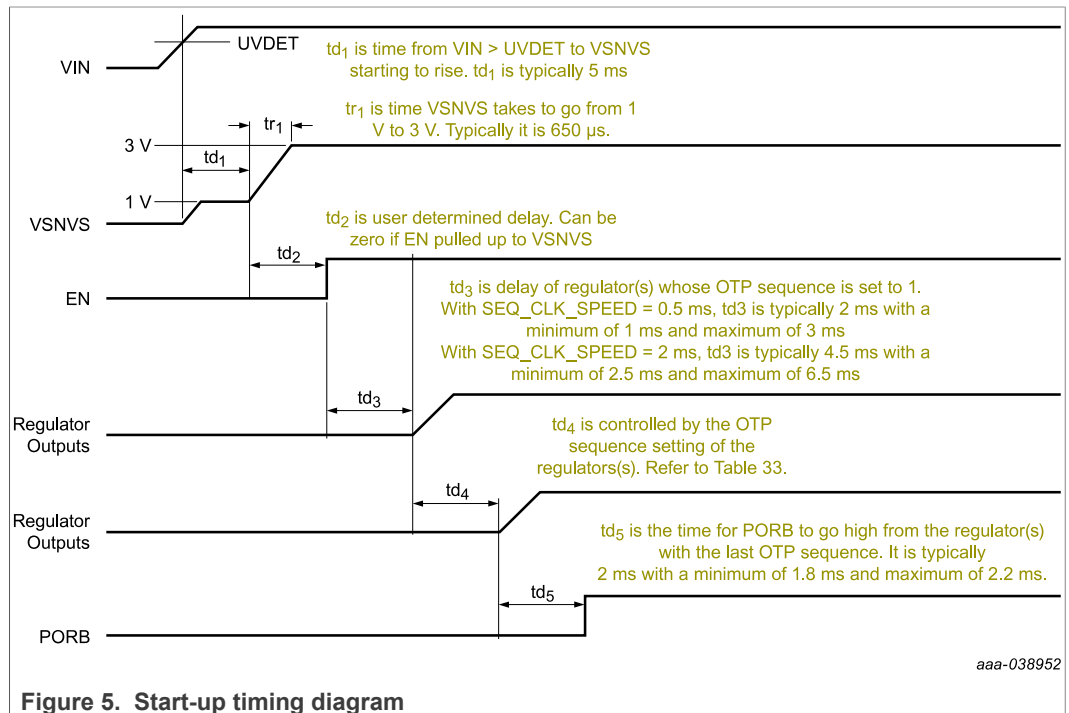 UVDET
VIN
td1 is time from VIN > UVDET to VSNVS
starting to rise. td1 is typically 5 ms
tr1 is time VSNVS takes to go from 1
V to 3 V. Typically it is 650 µs.
tr1
3 V
td1
1 V
VSNVS
td2 is user determined delay. Can be
zero if EN pulled up to VSNVS
td2
EN
td3 is delay of regulator(s) whose OTP sequence is set to 1.
With SEQ_CLK_SPEED = 0.5 ms, td3 is typically 2 ms with a
minimum of 1 ms and maximum of 3 ms
With SEQ_CLK_SPEED = 2 ms, td3 is typically 4.5 ms with a
minimum of 2.5 ms and maximum of 6.5 ms
td3
Regulator
Outputs
td4 is controlled by the OTP
sequence setting of the
regulators(s). Refer to Table 33.
td4
Regulator
Outputs
td5 is the time for PORB to go high from the regulator(s)
with the last OTP sequence. It is typically
2 ms with a minimum of 1.8 ms and maximum of 2.2 ms.
td5
PORB
aaa-038952
Figure 5. Start-up timing diagram